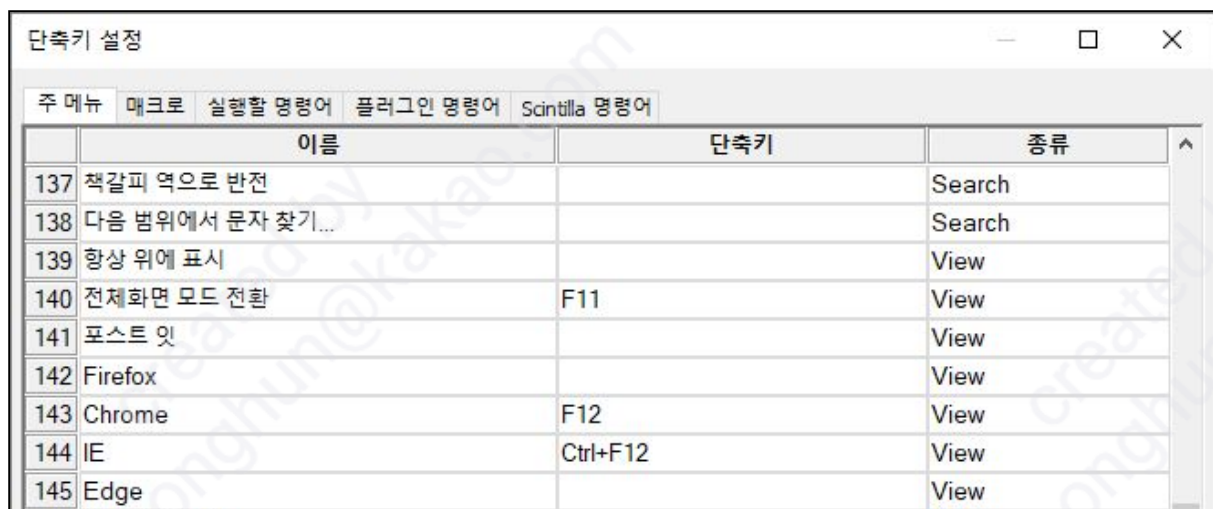 단축키 설정
주 메뉴 매크로 실행할 명령어 플러그인 명령어 Scintilla 명령어
이름 단축키 종류
137 책갈피 역으로 반전 Search
138 다음 범위에서 문자 찾기... Search
139 항상 위에 표시 View
140 전체화면 모드 전환 F11 View
141 포스트 잇 View
142 Firefox View
143 Chrome F12 View
144 IE Ctrl+F12 View
145 Edge View